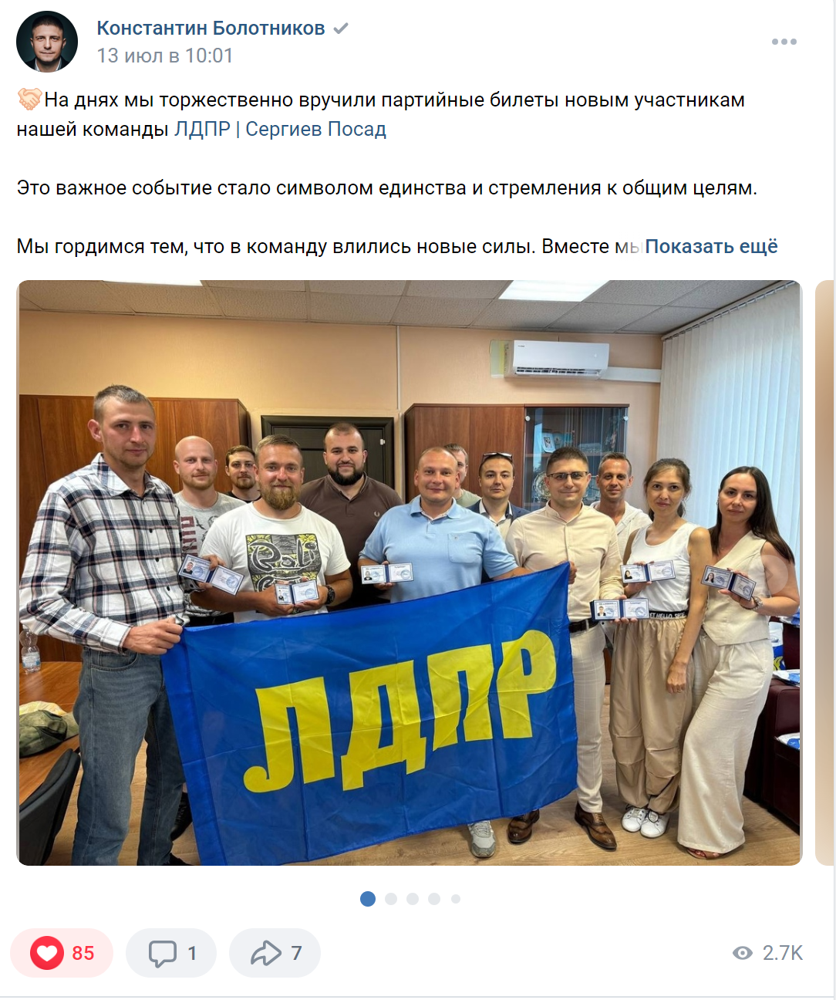 Константин Болотников
13 июл в 10:01
На днях мы торжественно вручили партийные билеты новым участникам
нашей команды ЛДПР | Сергиев Посад
Это важное событие стало символом единства и стремления к общим целям.
Мы гордимся тем, что в команду влились новые силы. Вместе мы Показать ещё
ЛДПР
85
1
7
2.7K